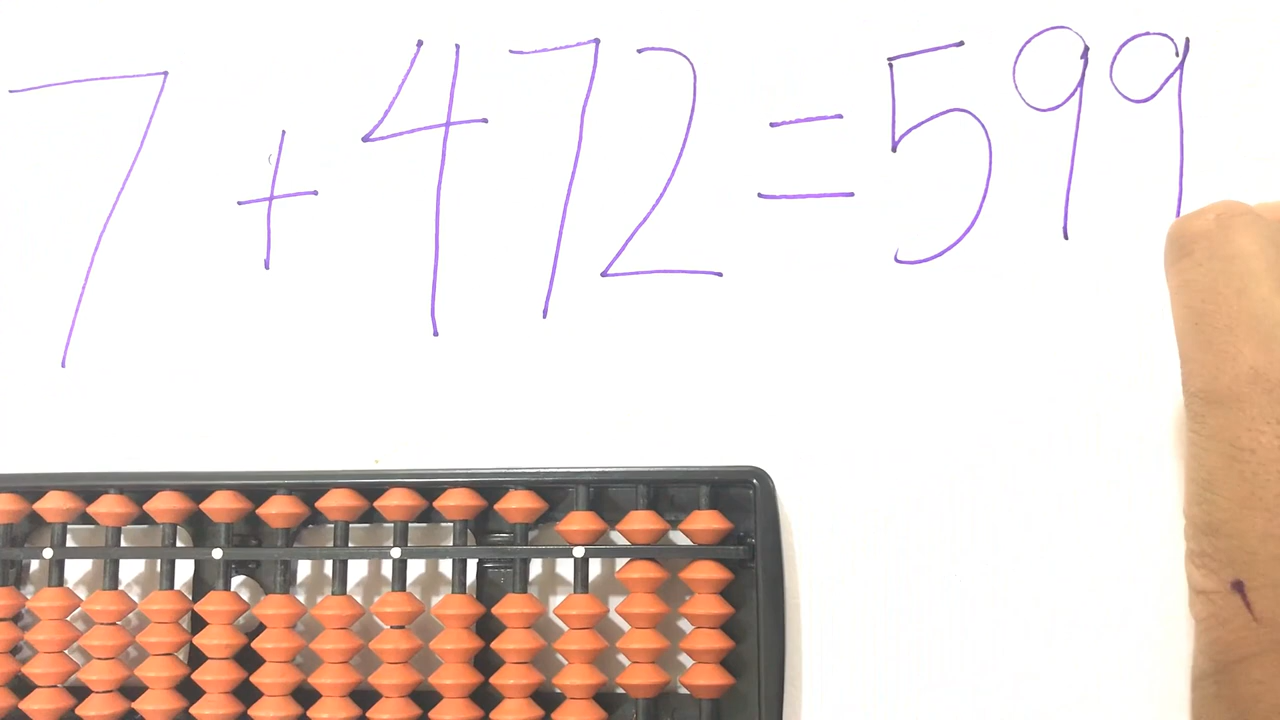 7 + 472 = 599